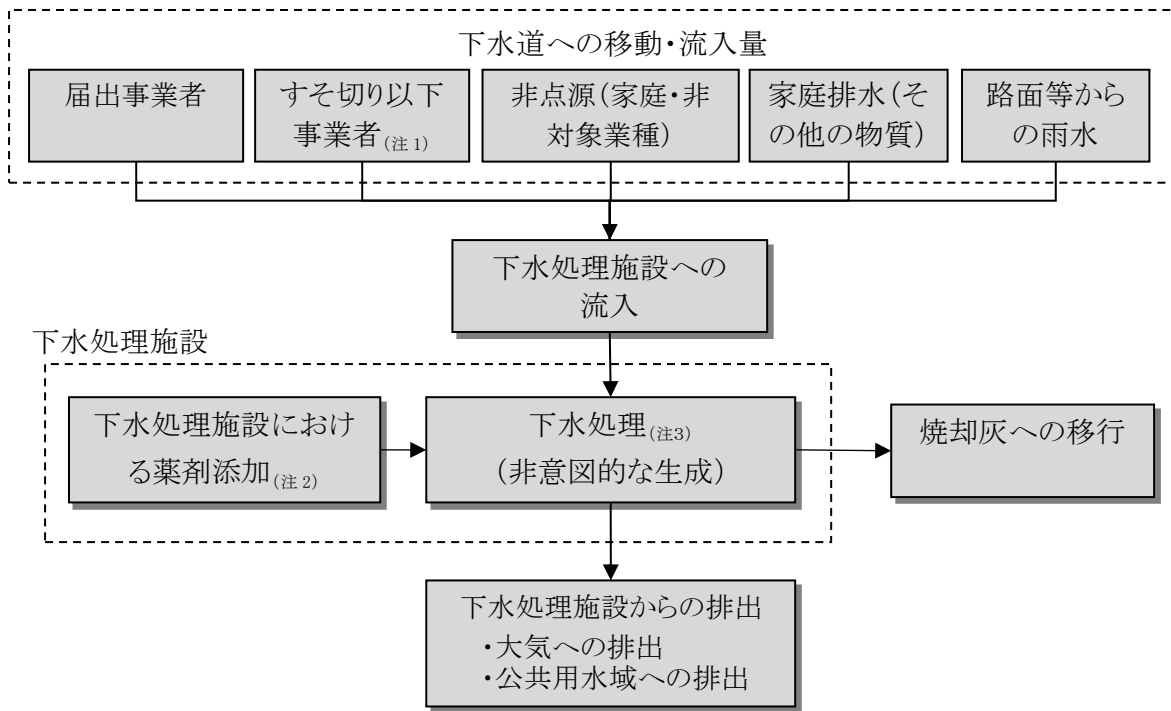 下水道への移動・流入量
届出事業者
すそ切り以下
事業者(注1)
非点源(家庭・非
対象業種)
家庭排水(そ
の他の物質)
路面等から
の雨水
下水処理施設への
流入
下水処理施設
下水処理施設におけ
る薬剤添加(注2)
下水処理(注3)
(非意図的な生成)
焼却灰への移行
下水処理施設からの排出
・大気への排出
・公共用水域への排出